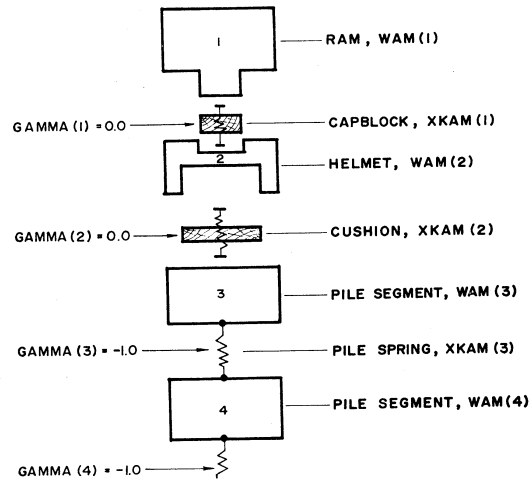 1
RAM, WAM(1)
GAMMA(1) = 0.0
CAPBLOCK, XKAM(1)
2
HELMET, WAM(2)
GAMMA(2) = 0.0
CUSHION, XKAM(2)
3
PILE SEGMENT, WAM(3)
GAMMA(3) = -1.0
PILE SPRING, XKAM(3)
4
PILE SEGMENT, WAM(4)
GAMMA(4) = -1.0